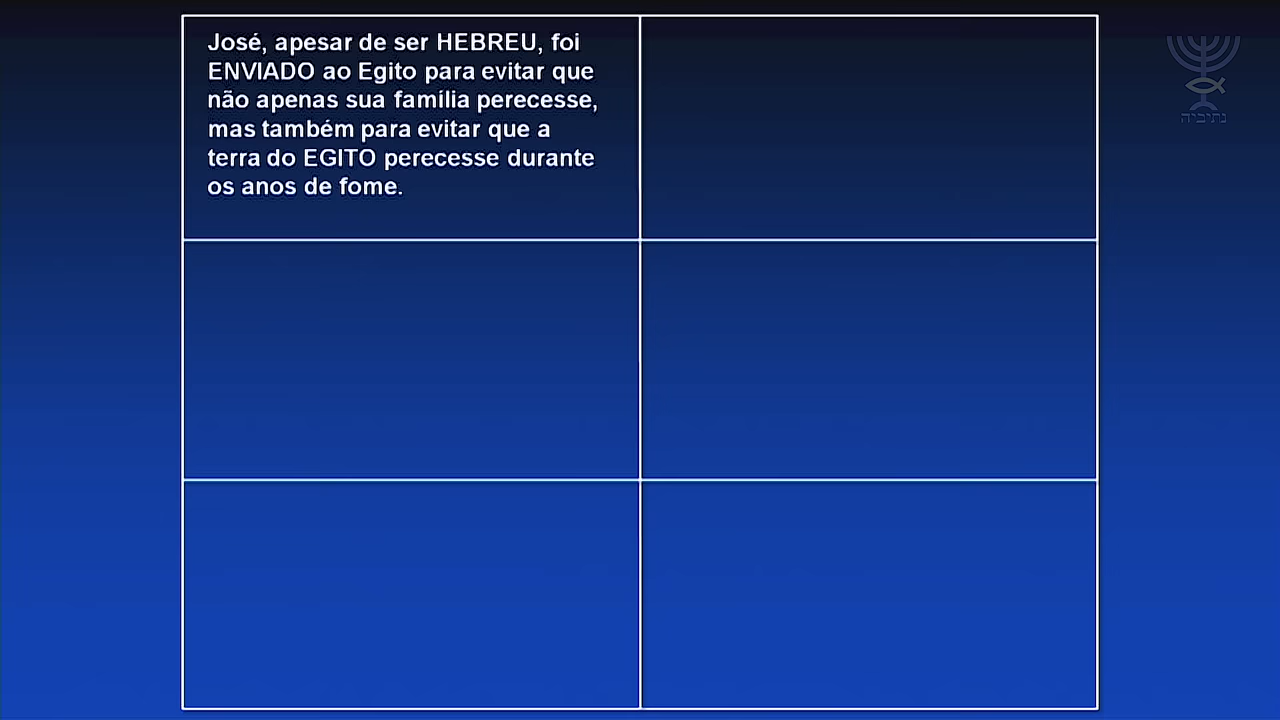 José, apesar de ser HEBREU, foi
ENVIADO ao Egito para evitar que
não apenas sua família perecesse,
mas também para evitar que a
terra do EGITO perecesse durante
os anos de fome.
נתיביה